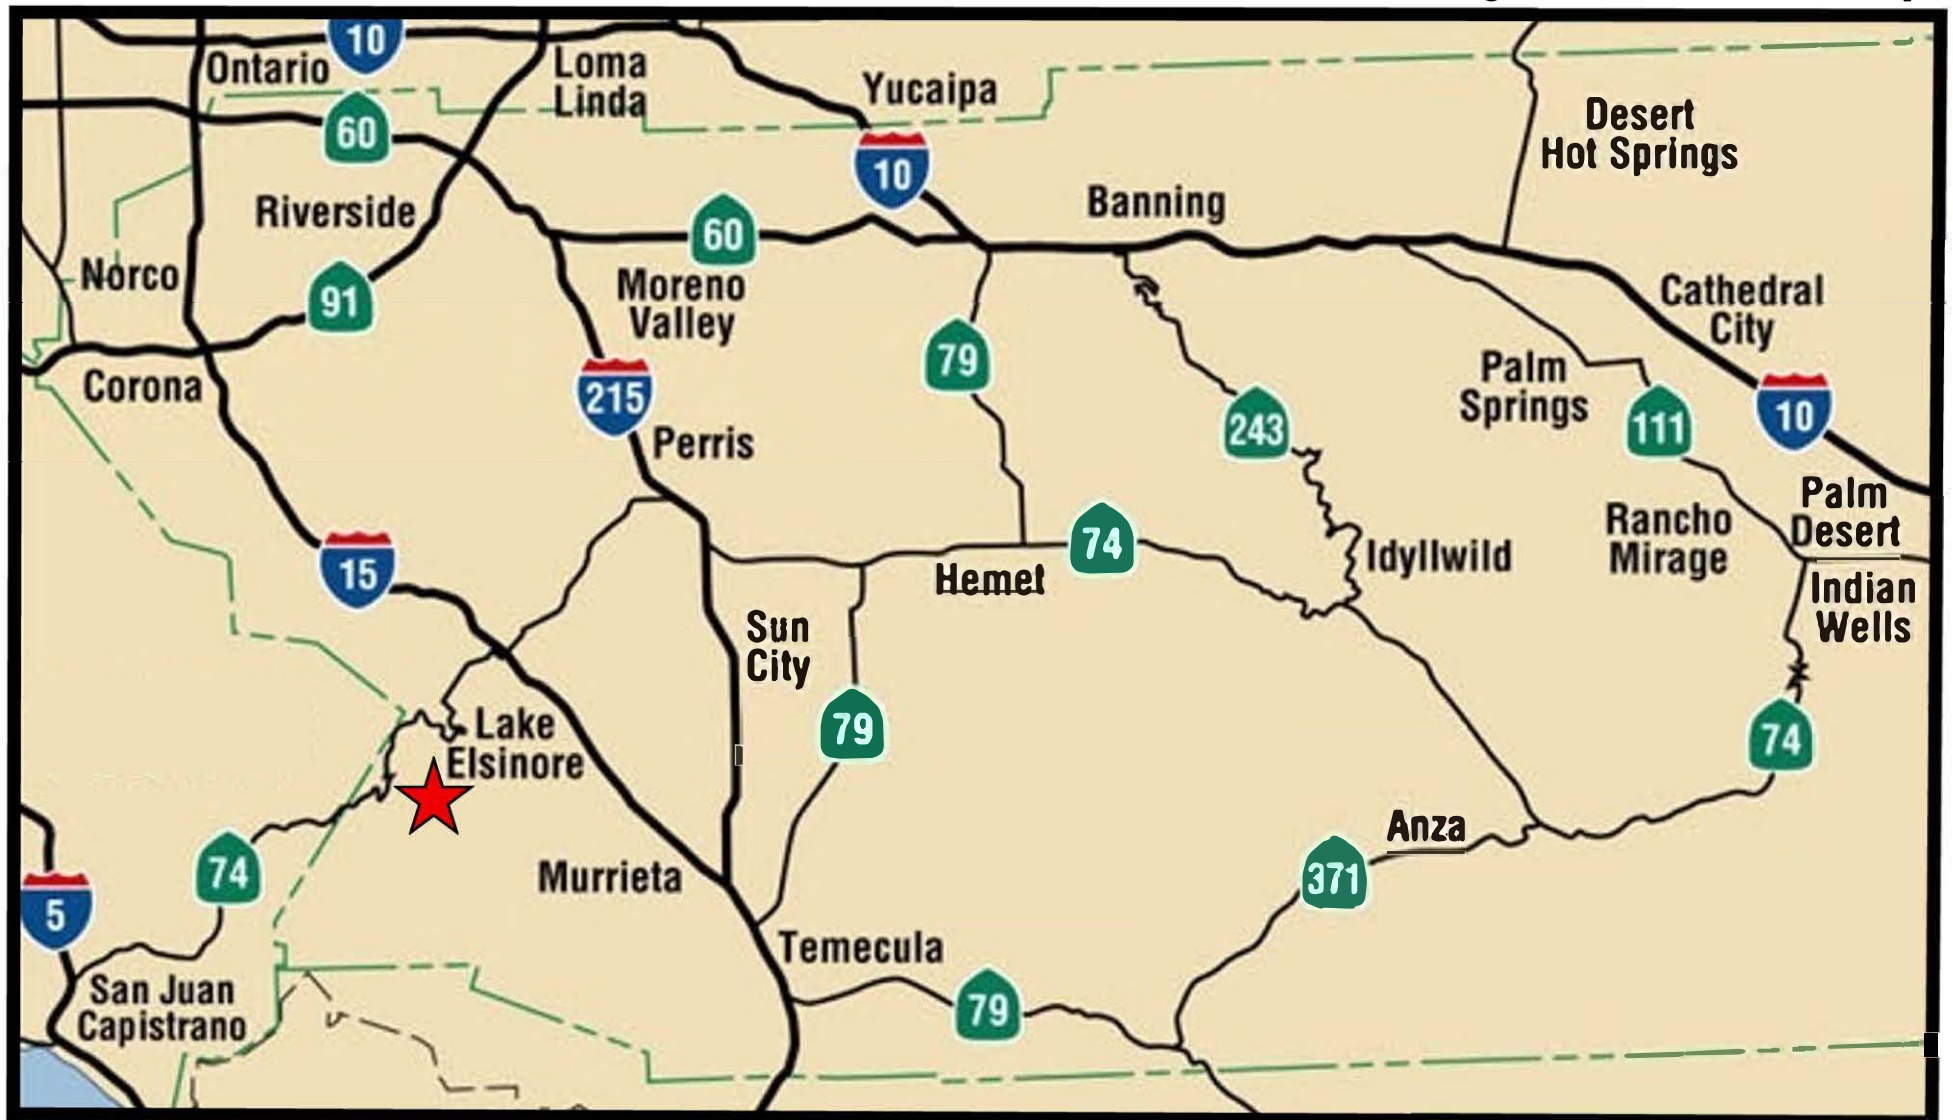 10
Ontario
Loma
Linda
Yucaipa
60
Desert
Hot Springs
10
Riverside
60
Banning
Norco
91
Moreno
Valley
Cathedral
City
79
Corona
215
Palm
Springs
243
111
10
Perris
Palm
Desert
Rancho
Mirage
74
15
Hemet
Idyllwild
Indian
Wells
Sun
City
79
74
Lake
Elsinore
Anza
74
371
Murrieta
5
Temecula
San Juan
Capistrano
79